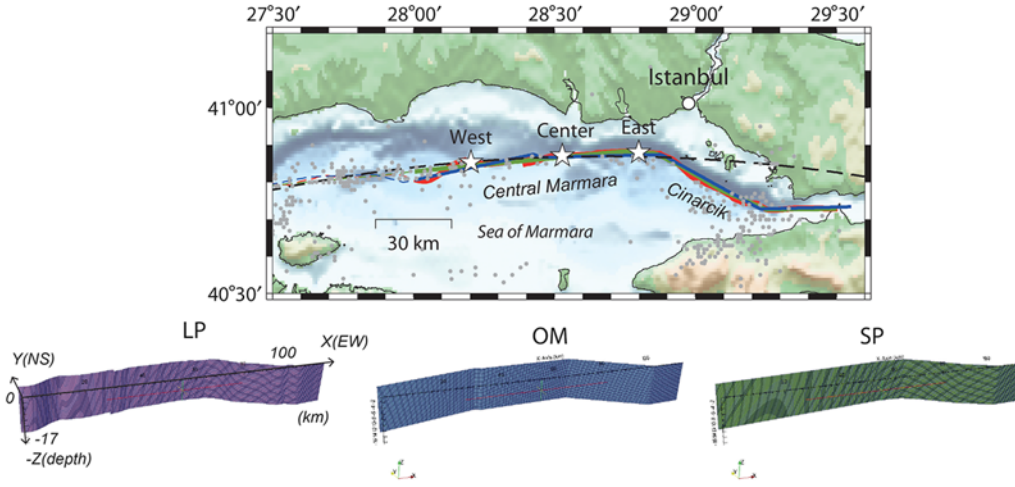 27°30′ 28°00′ 28°30′ 29°00′ 29°30′
Istanbul
41°00′
West Center East
Central Marmara
Cinarcik
30 km
Sea of Marmara
40°30′
LP OM SP
Y(NS) 100 X(EW)
0
(km)
-17
-Z(depth)